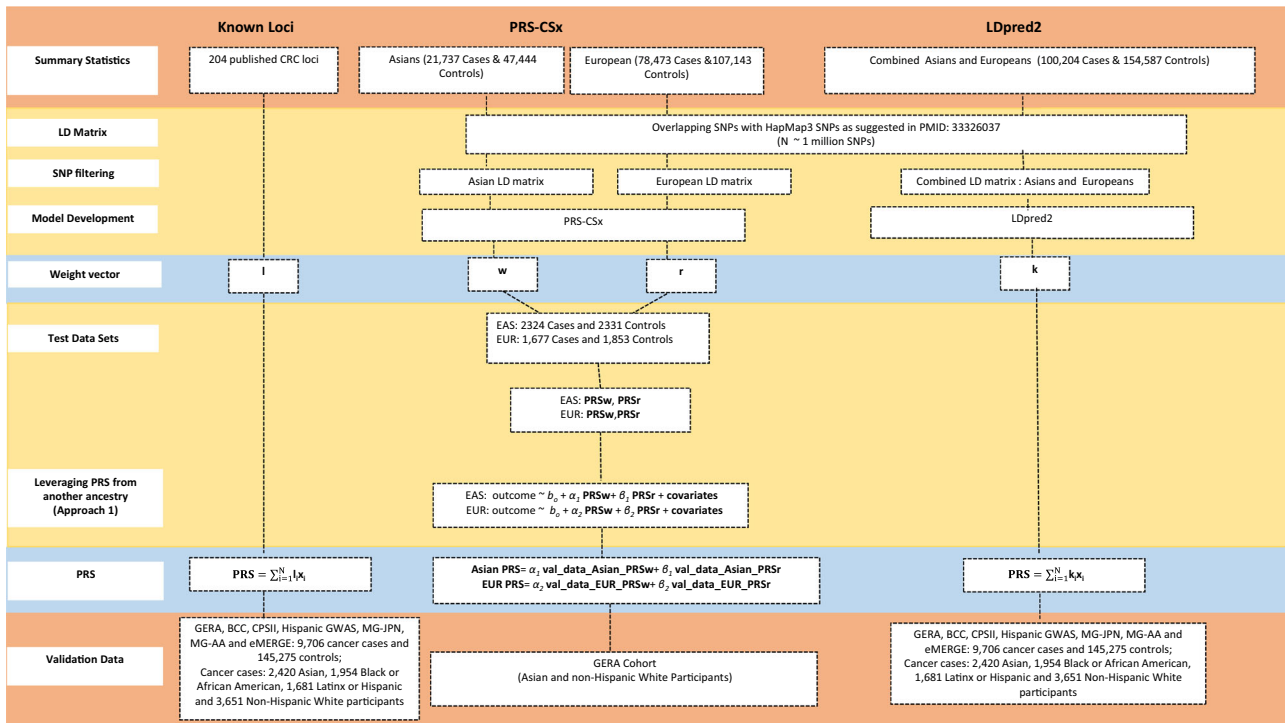 Known Loci
PRS-CSx
LDpred2
Summary Statistics
204 published CRC loci
Asians (21,737 Cases & 47,444
Controls)
European (78,473 Cases &107,143
Controls)
Combined Asians and Europeans (100,204 Cases & 154,587 Controls)
LD Matrix
Overlapping SNPs with HapMap3 SNPs as suggested in PMID: 33326037
(N ~ 1 million SNPs)
SNP filtering
Asian LD matrix
European LD matrix
Combined LD matrix : Asians and Europeans
Model Development
PRS-CSx
LDpred2
Weight vector
l
w
r
k
Test Data Sets
EAS: 2324 Cases and 2331 Controls
EUR: 1,677 Cases and 1,853 Controls
EAS: PRSw, PRSr
EUR: PRSw,PRSr
Leveraging PRS from
another ancestry
(Approach 1)
EAS: outcome ~ b₀ + α₁ PRSw+ β₁ PRSr + covariates
EUR: outcome ~ b₀ + α₂ PRSw + β₂ PRSr + covariates
PRS
PRS = ∑ᵢ₌₁ᴺ lᵢxᵢ
Asian PRS= α₁ val_data_Asian_PRSw+ β₁ val_data_Asian_PRSr
EUR PRS= α₂ val_data_EUR_PRSw+ β₂ val_data_EUR_PRSr
PRS = ∑ᵢ₌₁ᴺ kᵢxᵢ
Validation Data
GERA, BCC, CPSII, Hispanic GWAS, MG-JPN,
MG-AA and eMERGE: 9,706 cancer cases and
145,275 controls;
Cancer cases: 2,420 Asian, 1,954 Black or
African American, 1,681 Latinx or Hispanic
and 3,651 Non-Hispanic White participants
GERA Cohort
(Asian and non-Hispanic White Participants)
GERA, BCC, CPSII, Hispanic GWAS, MG-JPN, MG-AA and
eMERGE: 9,706 cancer cases and 145,275 controls;
Cancer cases: 2,420 Asian, 1,954 Black or African American,
1,681 Latinx or Hispanic and 3,651 Non-Hispanic White
participants